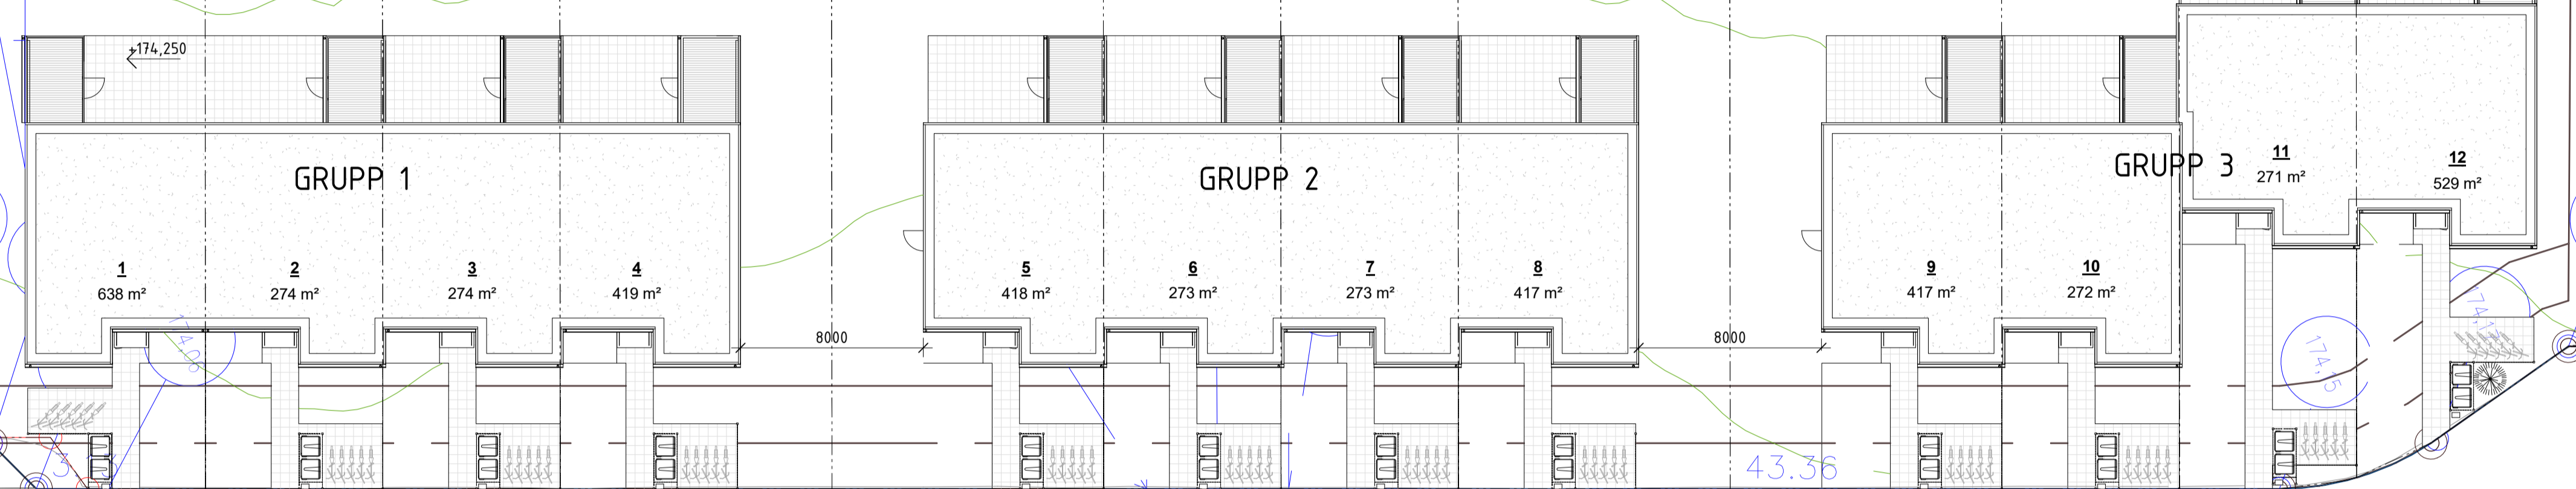 +174,250
GRUPP 1
GRUPP 2
GRUPP 3
11
271 m²
12
529 m²
1
638 m²
2
274 m²
3
274 m²
4
419 m²
5
418 m²
6
273 m²
7
273 m²
8
417 m²
9
417 m²
10
272 m²
8000
8000
174,15
43.36
3